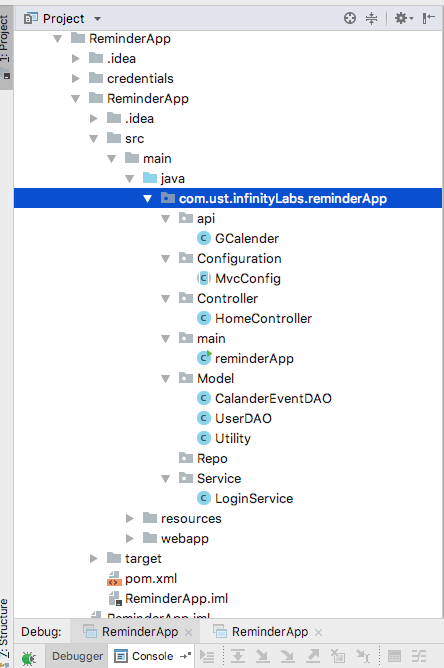 1: Project
Project
ReminderApp
.idea
credentials
ReminderApp
.idea
src
main
java
com.ust.infinityLabs.reminderApp
api
GCalender
Configuration
MvcConfig
Controller
HomeController
main
reminderApp
Model
CalanderEventDAO
UserDAO
Utility
Repo
Service
LoginService
resources
webapp
target
pom.xml
ReminderApp.iml
ReminderApp.iml
Z: Structure
Debug: ReminderApp ReminderApp
Debugger Console